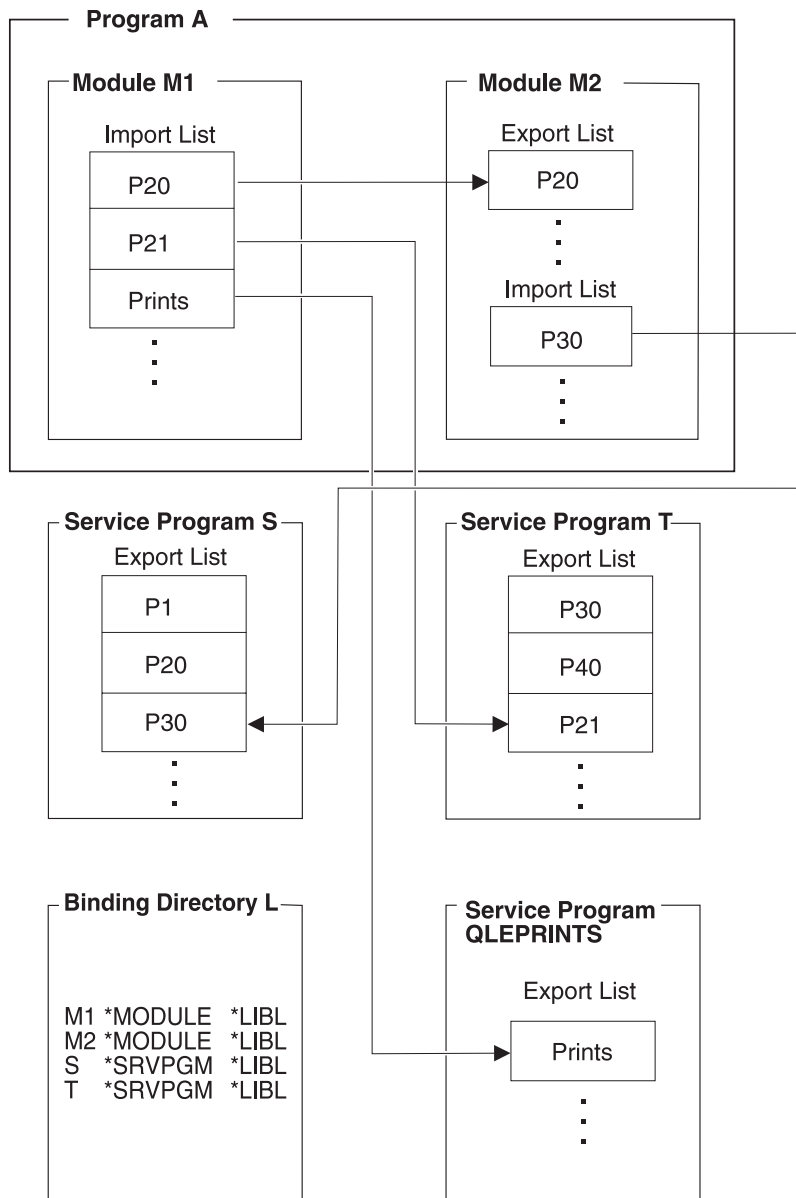 Program A
Module M1
Import List
P20
P21
Prints
Module M2
Export List
P20
Import List
P30
Service Program S
Export List
P1
P20
P30
Service Program T
Export List
P30
P40
P21
Binding Directory L
M1 *MODULE *LIBL
M2 *MODULE *LIBL
S *SRVPGM *LIBL
T *SRVPGM *LIBL
Service Program
QLEPRINTS
Export List
Prints